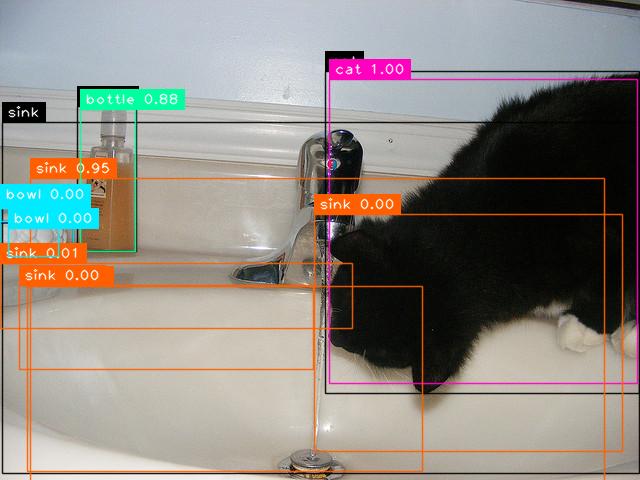 cat 1.00
bottle 0.88
sink
sink 0.95
bowl 0.00
sink 0.00
bowl 0.00
sink 0.01
sink 0.00